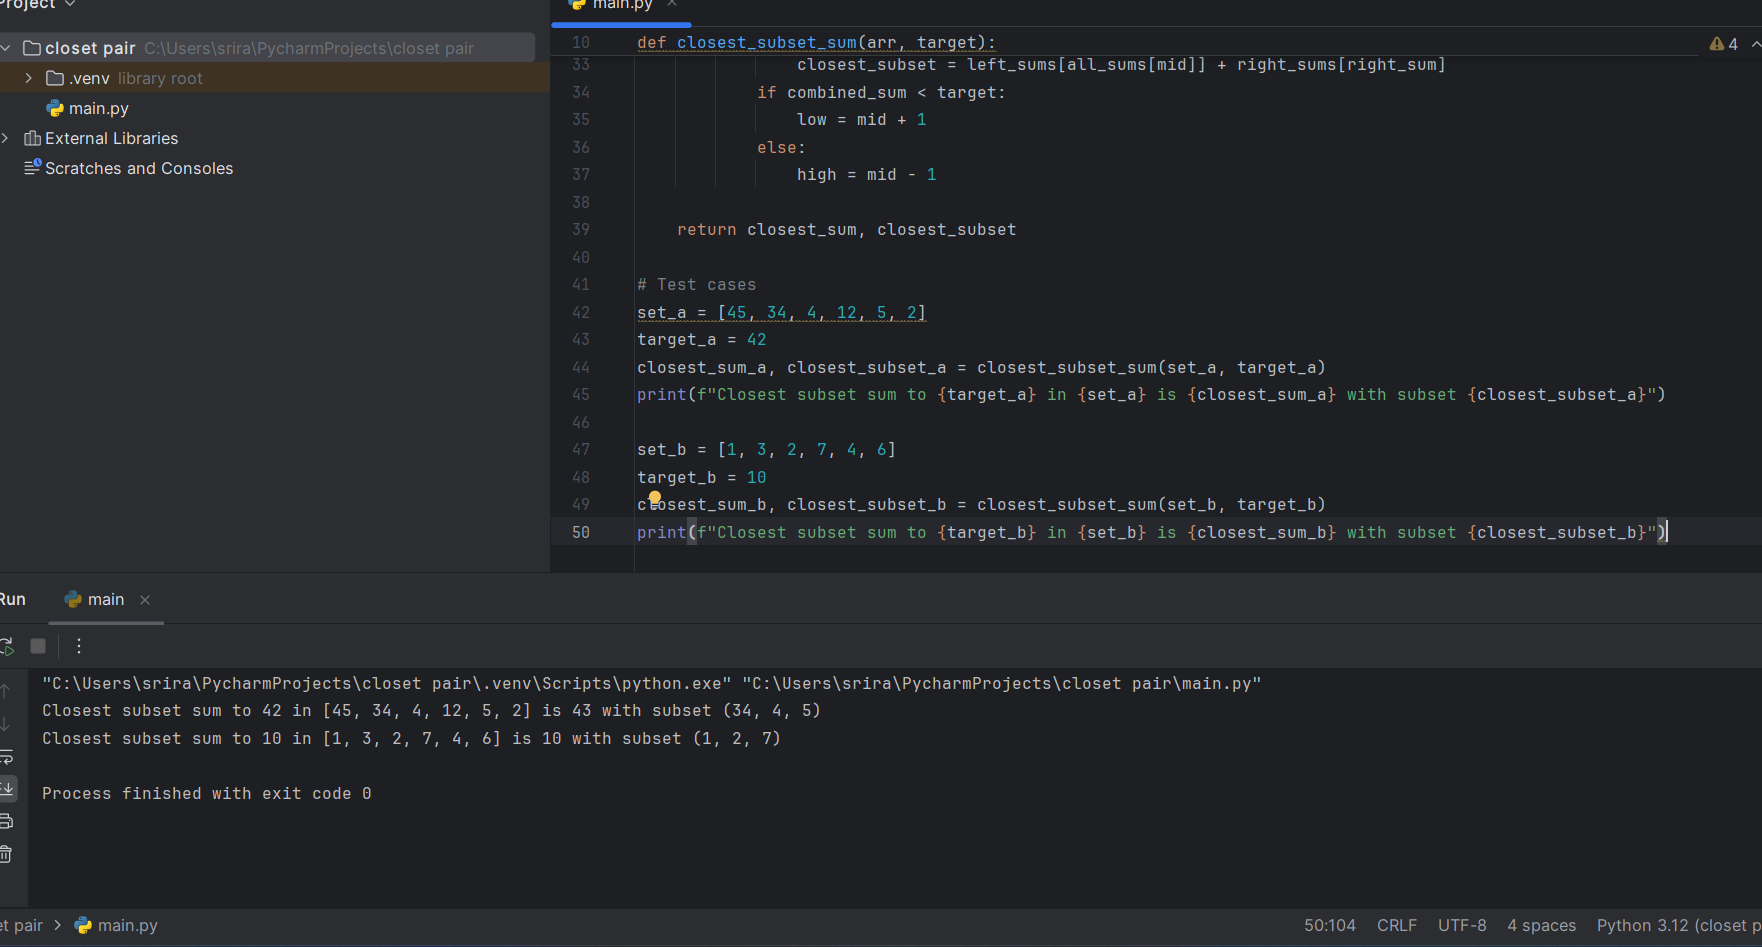 Project
closet pair C:\Users\srira\PycharmProjects\closet pair
.venv library root
main.py
External Libraries
Scratches and Consoles
main.py
10 def closest_subset_sum(arr, target):
4
33 closest_subset = left_sums[all_sums[mid]] + right_sums[right_sum]
34 if combined_sum < target:
35 low = mid + 1
36 else:
37 high = mid - 1
38
39 return closest_sum, closest_subset
40
41 # Test cases
42 set_a = [45, 34, 4, 12, 5, 2]
43 target_a = 42
44 closest_sum_a, closest_subset_a = closest_subset_sum(set_a, target_a)
45 print(f"Closest subset sum to {target_a} in {set_a} is {closest_sum_a} with subset {closest_subset_a}")
46
47 set_b = [1, 3, 2, 7, 4, 6]
48 target_b = 10
49 closest_sum_b, closest_subset_b = closest_subset_sum(set_b, target_b)
50 print(f"Closest subset sum to {target_b} in {set_b} is {closest_sum_b} with subset {closest_subset_b}")
Run main
"C:\Users\srira\PycharmProjects\closet pair\.venv\Scripts\python.exe" "C:\Users\srira\PycharmProjects\closet pair\main.py"
Closest subset sum to 42 in [45, 34, 4, 12, 5, 2] is 43 with subset (34, 4, 5)
Closest subset sum to 10 in [1, 3, 2, 7, 4, 6] is 10 with subset (1, 2, 7)
Process finished with exit code 0
et pair main.py
50:104 CRLF UTF-8 4 spaces Python 3.12 (closet p